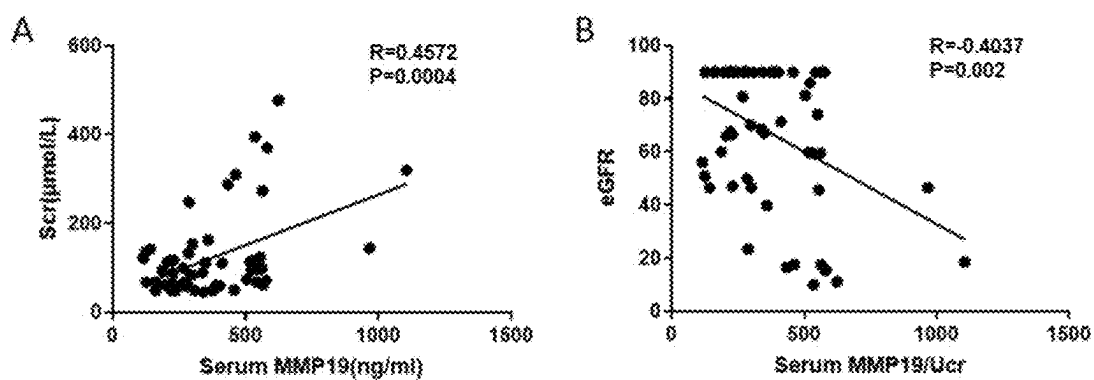 A
R=0.4572
P=0.0004
Scr(μmol/L)
600
400
200
0
0
500
1000
1500
Serum MMP19(ng/ml)
B
R=-0.4037
P=0.002
eGFR
100
80
60
40
20
0
0
500
1000
1500
Serum MMP19/Ucr